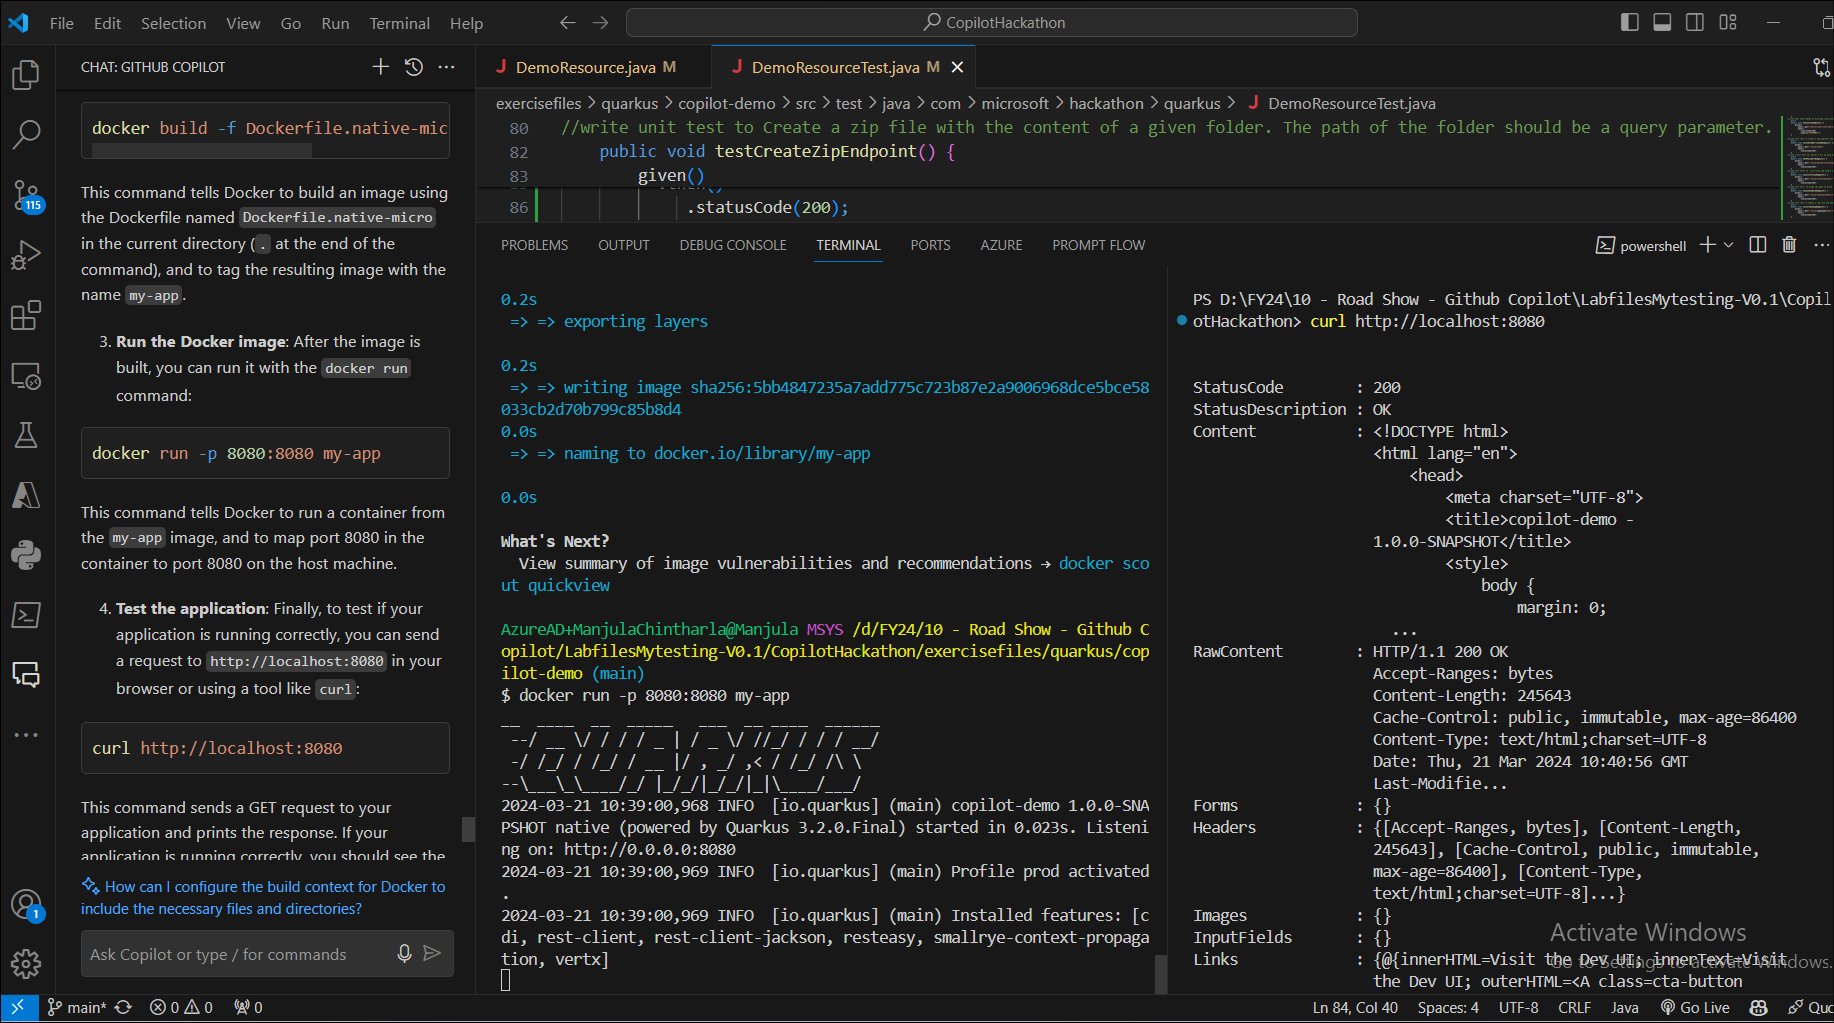 File Edit Selection View Go Run Terminal Help
CopilotHackathon
CHAT: GITHUB COPILOT
docker build -f Dockerfile.native-mic
This command tells Docker to build an image using
the Dockerfile named Dockerfile.native-micro
in the current directory ( . at the end of the
command), and to tag the resulting image with the
name my-app.
3. Run the Docker image: After the image is
built, you can run it with the docker run
command:
docker run -p 8080:8080 my-app
This command tells Docker to run a container from
the my-app image, and to map port 8080 in the
container to port 8080 on the host machine.
4. Test the application: Finally, to test if your
application is running correctly, you can send
a request to http://localhost:8080 in your
browser or using a tool like curl:
curl http://localhost:8080
This command sends a GET request to your
application and prints the response. If your
application is running correctly, you should see the
How can I configure the build context for Docker to
include the necessary files and directories?
Ask Copilot or type / for commands
115
1
DemoResource.java M
DemoResourceTest.java M
exercisefiles > quarkus > copilot-demo > src > test > java > com > microsoft > hackathon > quarkus > DemoResourceTest.java
80 //write unit test to Create a zip file with the content of a given folder. The path of the folder should be a query parameter.
82 public void testCreateZipEndpoint() {
83 given()
86 .statusCode(200);
PROBLEMS OUTPUT DEBUG CONSOLE TERMINAL PORTS AZURE PROMPT FLOW
powershell
0.2s
=> => exporting layers
0.2s
=> => writing image sha256:5bb4847235a7add775c723b87e2a9006968dce5bce58
033cb2d70b799c85b8d4
0.0s
=> => naming to docker.io/library/my-app
0.0s
What's Next?
View summary of image vulnerabilities and recommendations → docker sco
ut quickview
AzureAD+ManjulaChintharla@Manjula MSYS /d/FY24/10 - Road Show - Github C
opilot/LabfilesMytesting-V0.1/CopilotHackathon/exercisefiles/quarkus/cop
ilot-demo (main)
$ docker run -p 8080:8080 my-app
__  ____  __  _____   ___  __ ____  ______
 --/ __ \/ / / / _ | / _ \/ //_/ / / / __/
 -/ /_/ / /_/ / __ |/ , _/ ,< / /_/ /\ \
--\___\_\____/_/ |_/_/|_/_/|_|\____/___/
2024-03-21 10:39:00,968 INFO  [io.quarkus] (main) copilot-demo 1.0.0-SNA
PSHOT native (powered by Quarkus 3.2.0.Final) started in 0.023s. Listeni
ng on: http://0.0.0.0:8080
2024-03-21 10:39:00,969 INFO  [io.quarkus] (main) Profile prod activated
.
2024-03-21 10:39:00,969 INFO  [io.quarkus] (main) Installed features: [c
di, rest-client, rest-client-jackson, resteasy, smallrye-context-propaga
tion, vertx]
PS D:\FY24\10 - Road Show - Github Copilot\LabfilesMytesting-V0.1\Copil
otHackathon> curl http://localhost:8080
StatusCode        : 200
StatusDescription : OK
Content           : <!DOCTYPE html>
<html lang="en">
<head>
<meta charset="UTF-8">
<title>copilot-demo -
1.0.0-SNAPSHOT</title>
<style>
body {
margin: 0;
...
RawContent        : HTTP/1.1 200 OK
Accept-Ranges: bytes
Content-Length: 245643
Cache-Control: public, immutable, max-age=86400
Content-Type: text/html;charset=UTF-8
Date: Thu, 21 Mar 2024 10:40:56 GMT
Last-Modifie...
Forms             : {}
Headers           : {[Accept-Ranges, bytes], [Content-Length,
245643], [Cache-Control, public, immutable,
max-age=86400], [Content-Type,
text/html;charset=UTF-8]...}
Images            : {}
InputFields       : {}
Links             : {@{innerHTML=Visit the Dev UI; innerText=Visit
the Dev UI; outerHTML=<A class=cta-button
Activate Windows
Go to Settings to activate Windows.
main* 0 0 0
Ln 84, Col 40 Spaces: 4 UTF-8 CRLF Java Go Live Quo